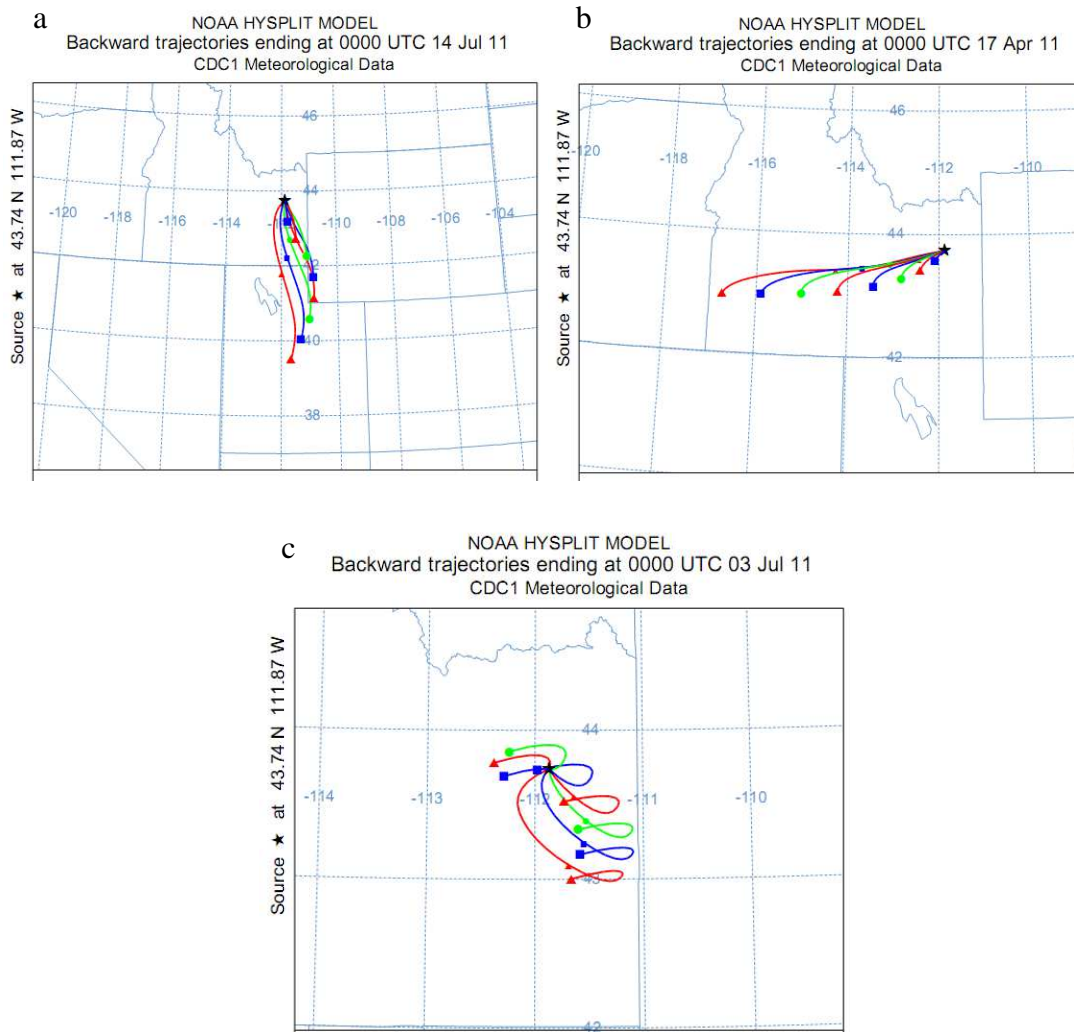 a
NOAA HYSPLIT MODEL
Backward trajectories ending at 0000 UTC 14 Jul 11
CDC1 Meteorological Data
Source ★ at 43.74 N 111.87 W
46
44
-120
-118
-116
-114
-110
-108
-106
-104
42
40
38
b
NOAA HYSPLIT MODEL
Backward trajectories ending at 0000 UTC 17 Apr 11
CDC1 Meteorological Data
Source ★ at 43.74 N 111.87 W
46
-120
-118
-116
-114
-112
-110
44
42
c
NOAA HYSPLIT MODEL
Backward trajectories ending at 0000 UTC 03 Jul 11
CDC1 Meteorological Data
Source ★ at 43.74 N 111.87 W
44
-114
-113
-112
-111
-110
43
42